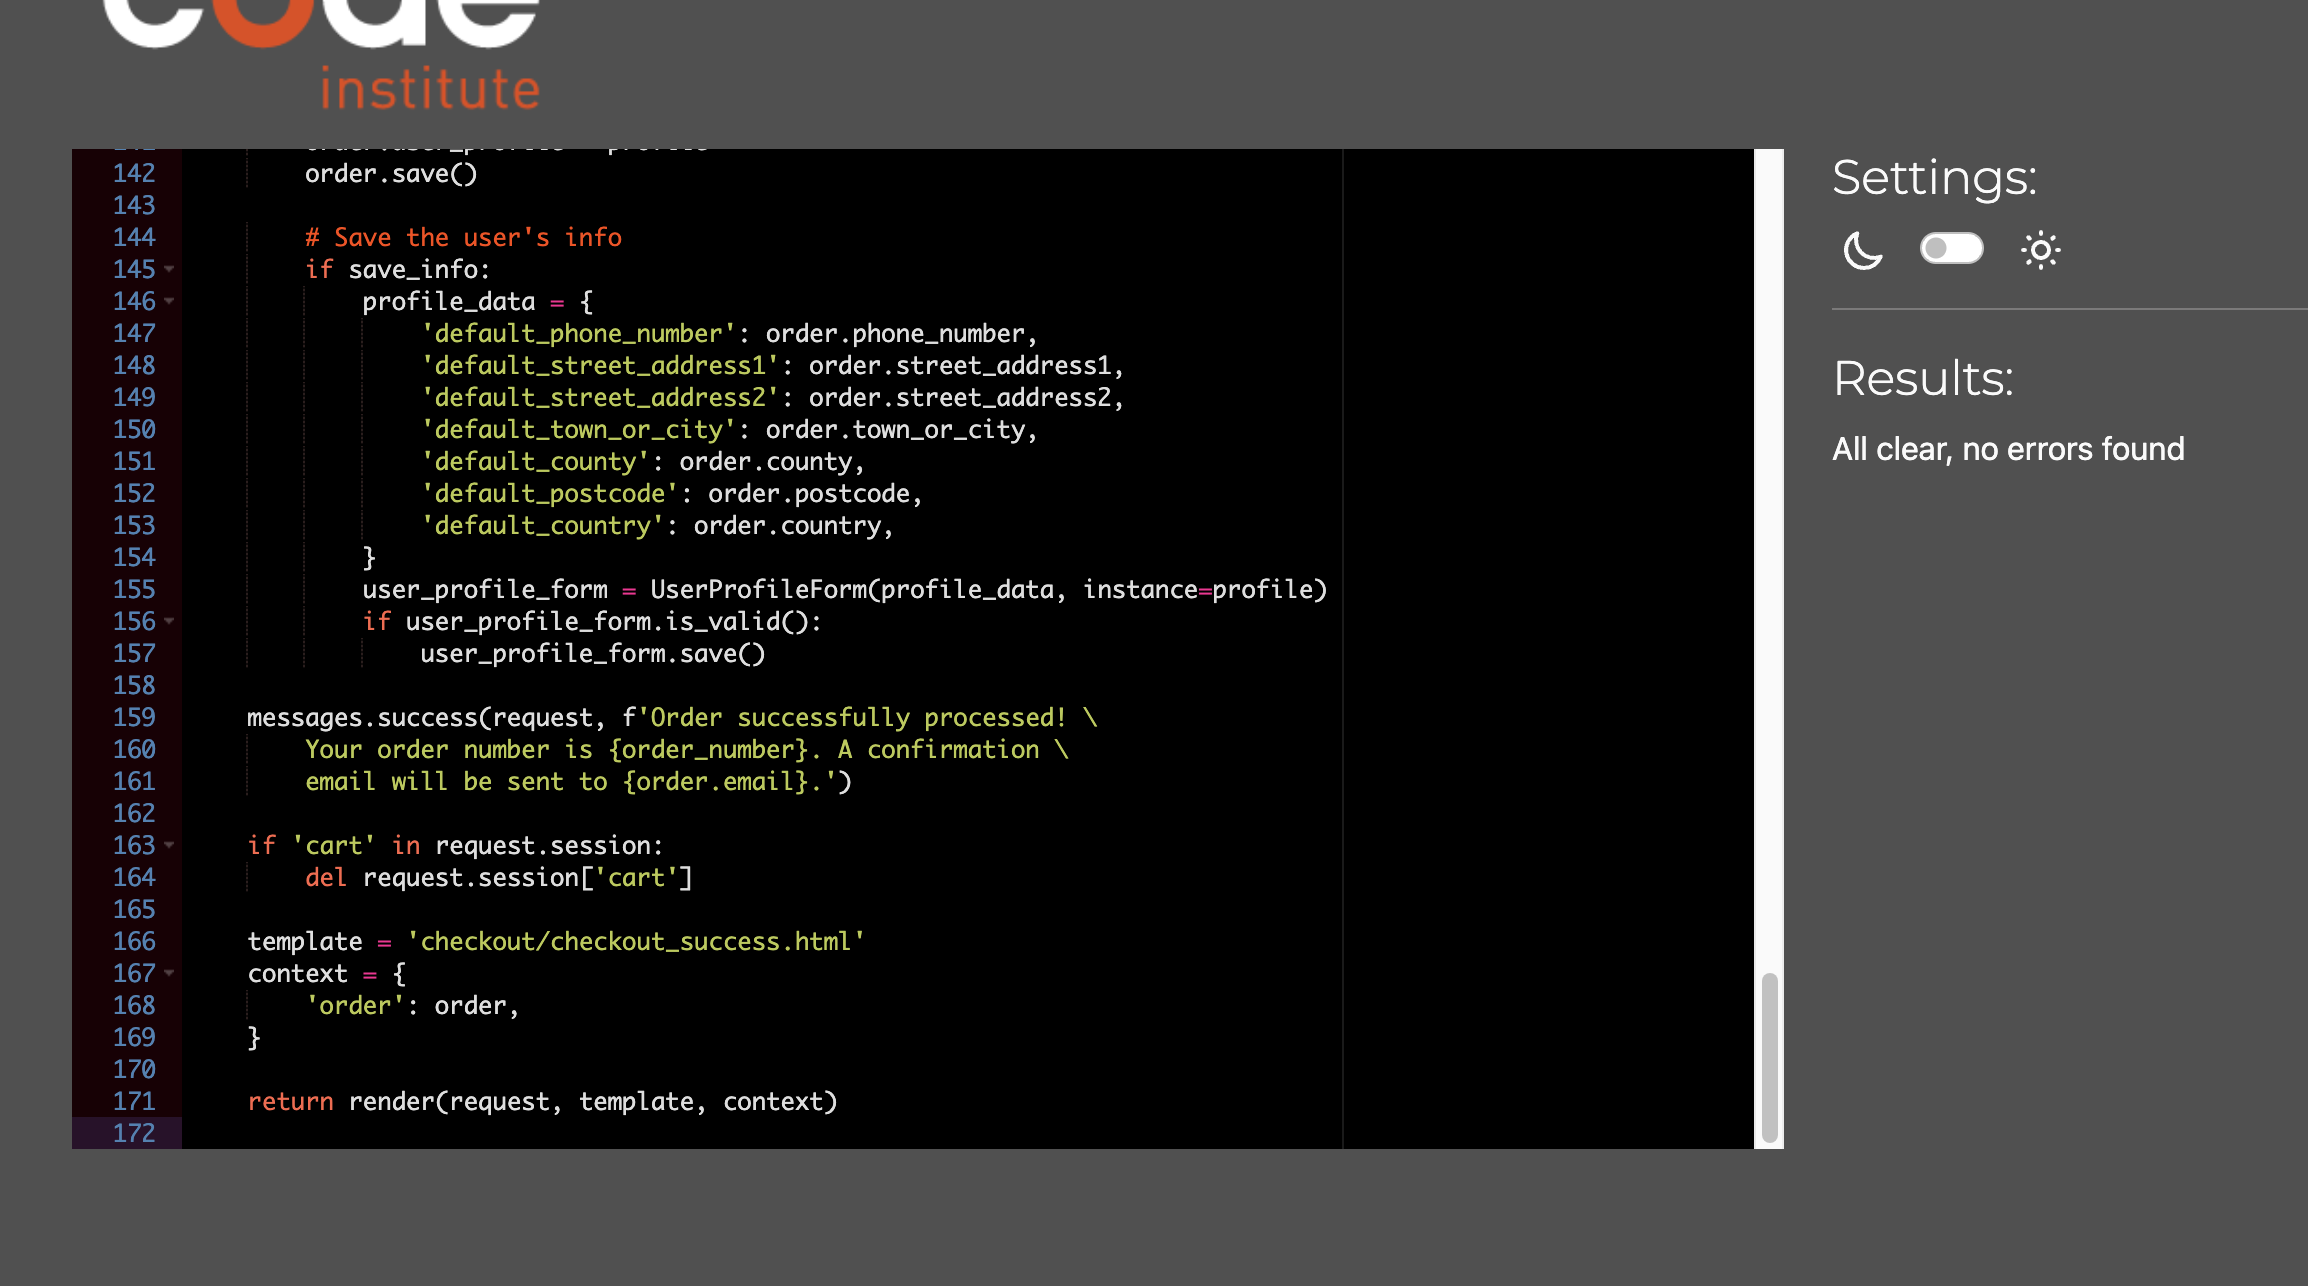 code
institute
142 order.save()
143
144 # Save the user's info
145 if save_info:
146 profile_data = {
147 'default_phone_number': order.phone_number,
148 'default_street_address1': order.street_address1,
149 'default_street_address2': order.street_address2,
150 'default_town_or_city': order.town_or_city,
151 'default_county': order.county,
152 'default_postcode': order.postcode,
153 'default_country': order.country,
154 }
155 user_profile_form = UserProfileForm(profile_data, instance=profile)
156 if user_profile_form.is_valid():
157 user_profile_form.save()
158
159 messages.success(request, f'Order successfully processed! \
160 Your order number is {order_number}. A confirmation \
161 email will be sent to {order.email}.')
162
163 if 'cart' in request.session:
164 del request.session['cart']
165
166 template = 'checkout/checkout_success.html'
167 context = {
168 'order': order,
169 }
170
171 return render(request, template, context)
172
Settings:
Results:
All clear, no errors found